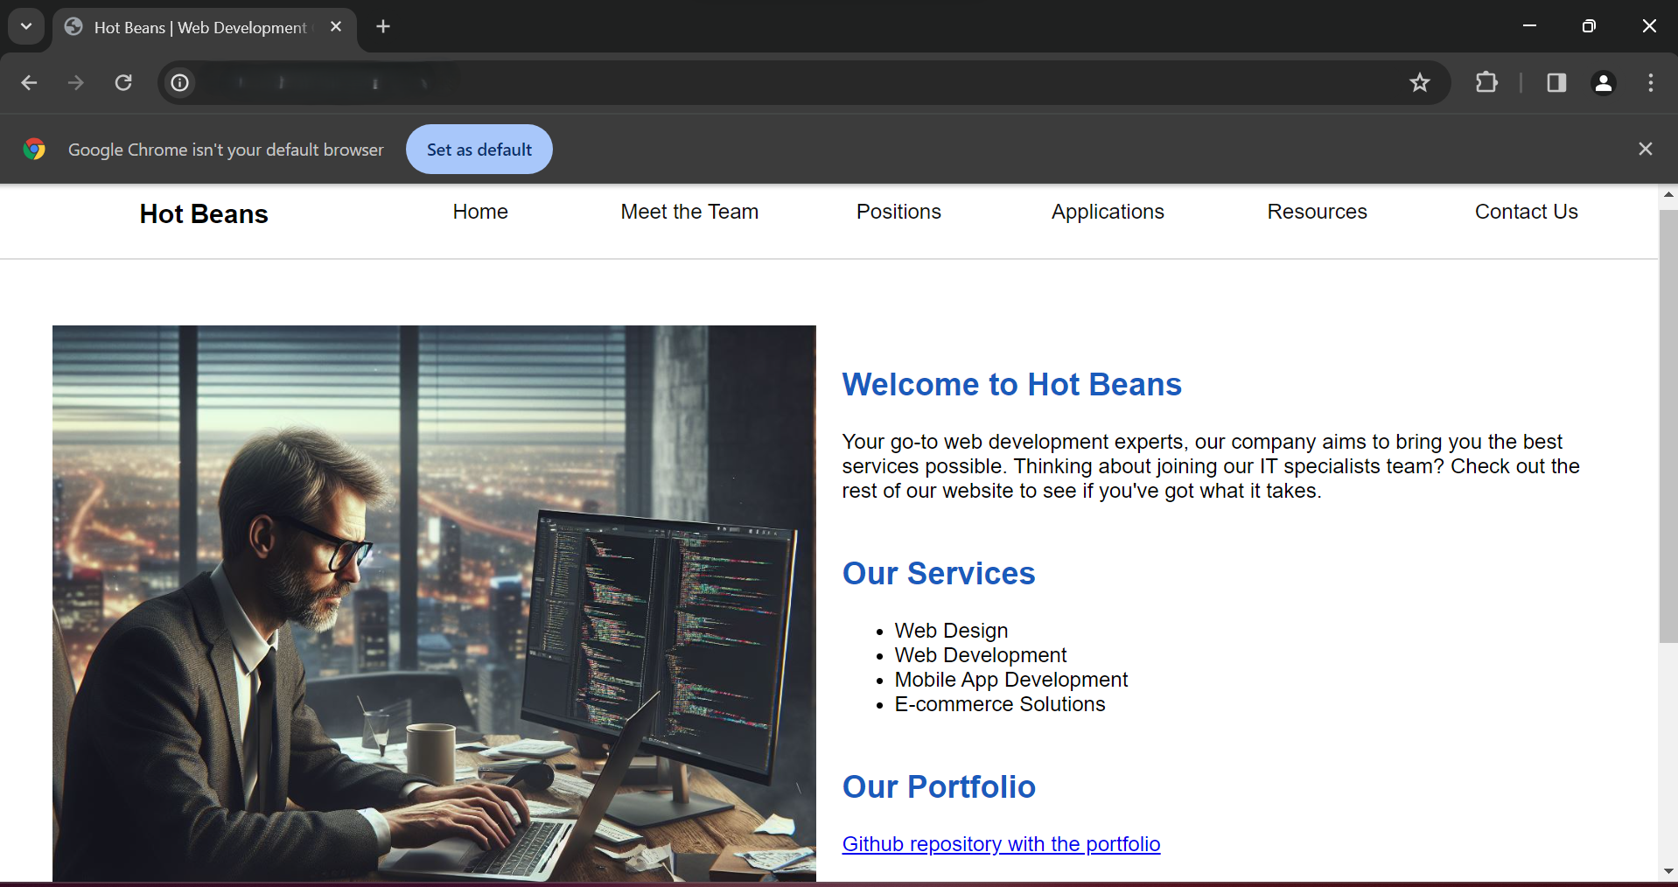 Hot Beans | Web Development
Google Chrome isn't your default browser
Set as default
Hot Beans
Home
Meet the Team
Positions
Applications
Resources
Contact Us
Welcome to Hot Beans
Your go-to web development experts, our company aims to bring you the best
services possible. Thinking about joining our IT specialists team? Check out the
rest of our website to see if you've got what it takes.
Our Services
Web Design
Web Development
Mobile App Development
E-commerce Solutions
Our Portfolio
Github repository with the portfolio